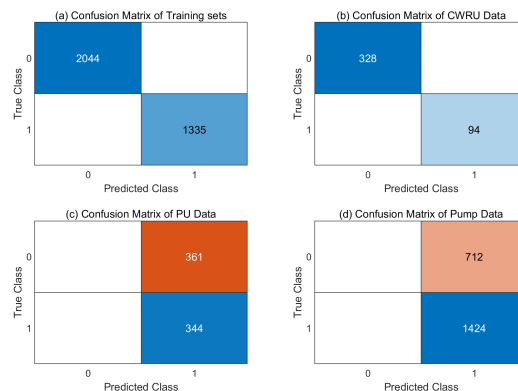 (a) Confusion Matrix of Training sets
0
2044
1
1335
True Class
0
1
Predicted Class
(b) Confusion Matrix of CWRU Data
0
328
1
94
True Class
0
1
Predicted Class
(c) Confusion Matrix of PU Data
0
361
1
344
True Class
0
1
Predicted Class
(d) Confusion Matrix of Pump Data
0
712
1
1424
True Class
0
1
Predicted Class